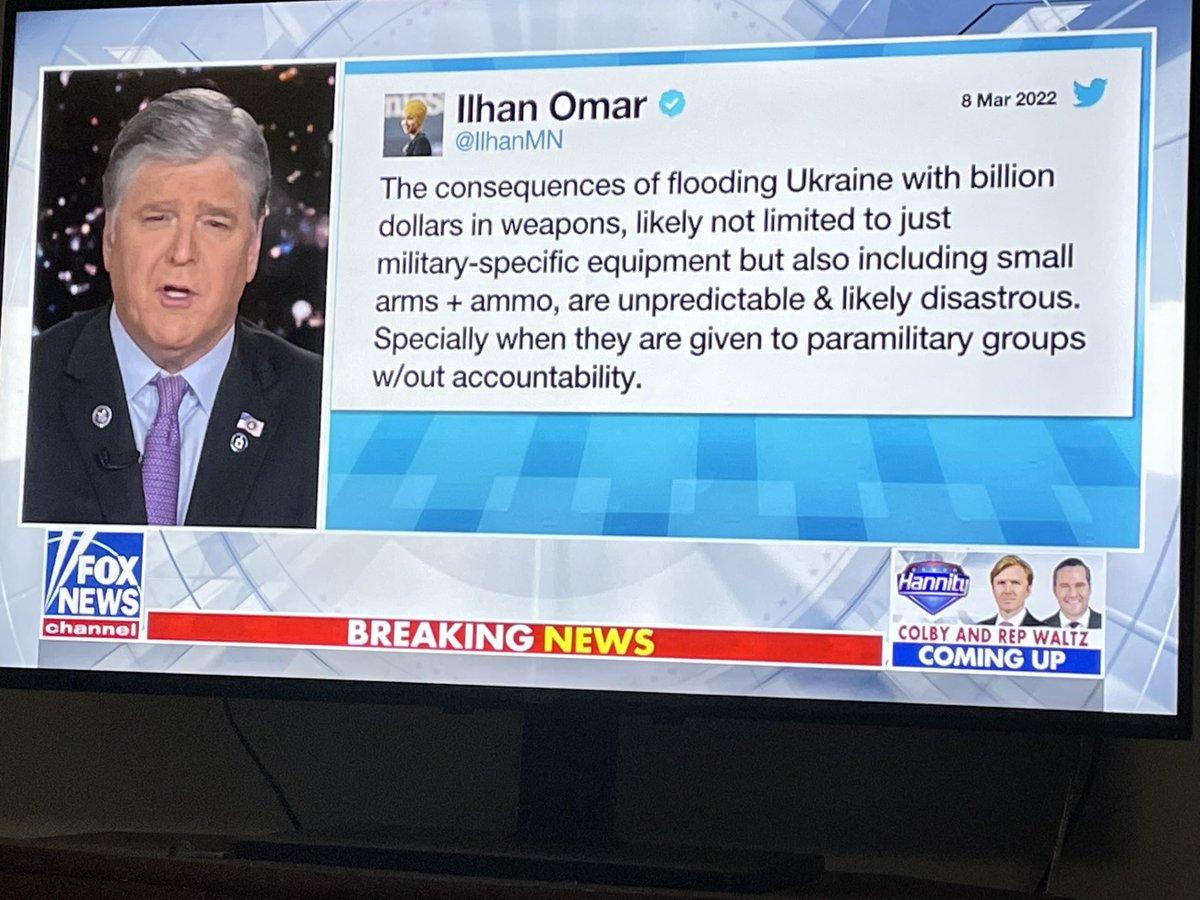 Ilhan Omar
@IlhanMN
8 Mar 2022
The consequences of flooding Ukraine with billion
dollars in weapons, likely not limited to just
military-specific equipment but also including small
arms + ammo, are unpredictable & likely disastrous.
Specially when they are given to paramilitary groups
w/out accountability.
FOX
NEWS
channel
BREAKING NEWS
Hannity
COLBY AND REP WALTZ
COMING UP